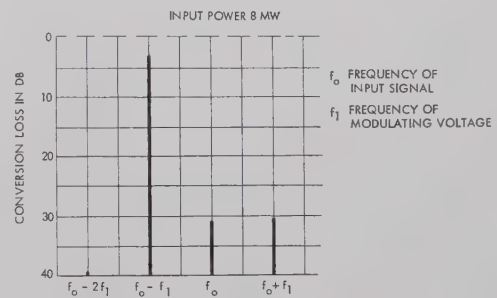 INPUT POWER 8 MW
CONVERSION LOSS IN DB
0
10
20
30
40
f₀ - 2f₁
f₀ - f₁
f₀
f₀ + f₁
f₀ FREQUENCY OF
INPUT SIGNAL
f₁ FREQUENCY OF
MODULATING VOLTAGE